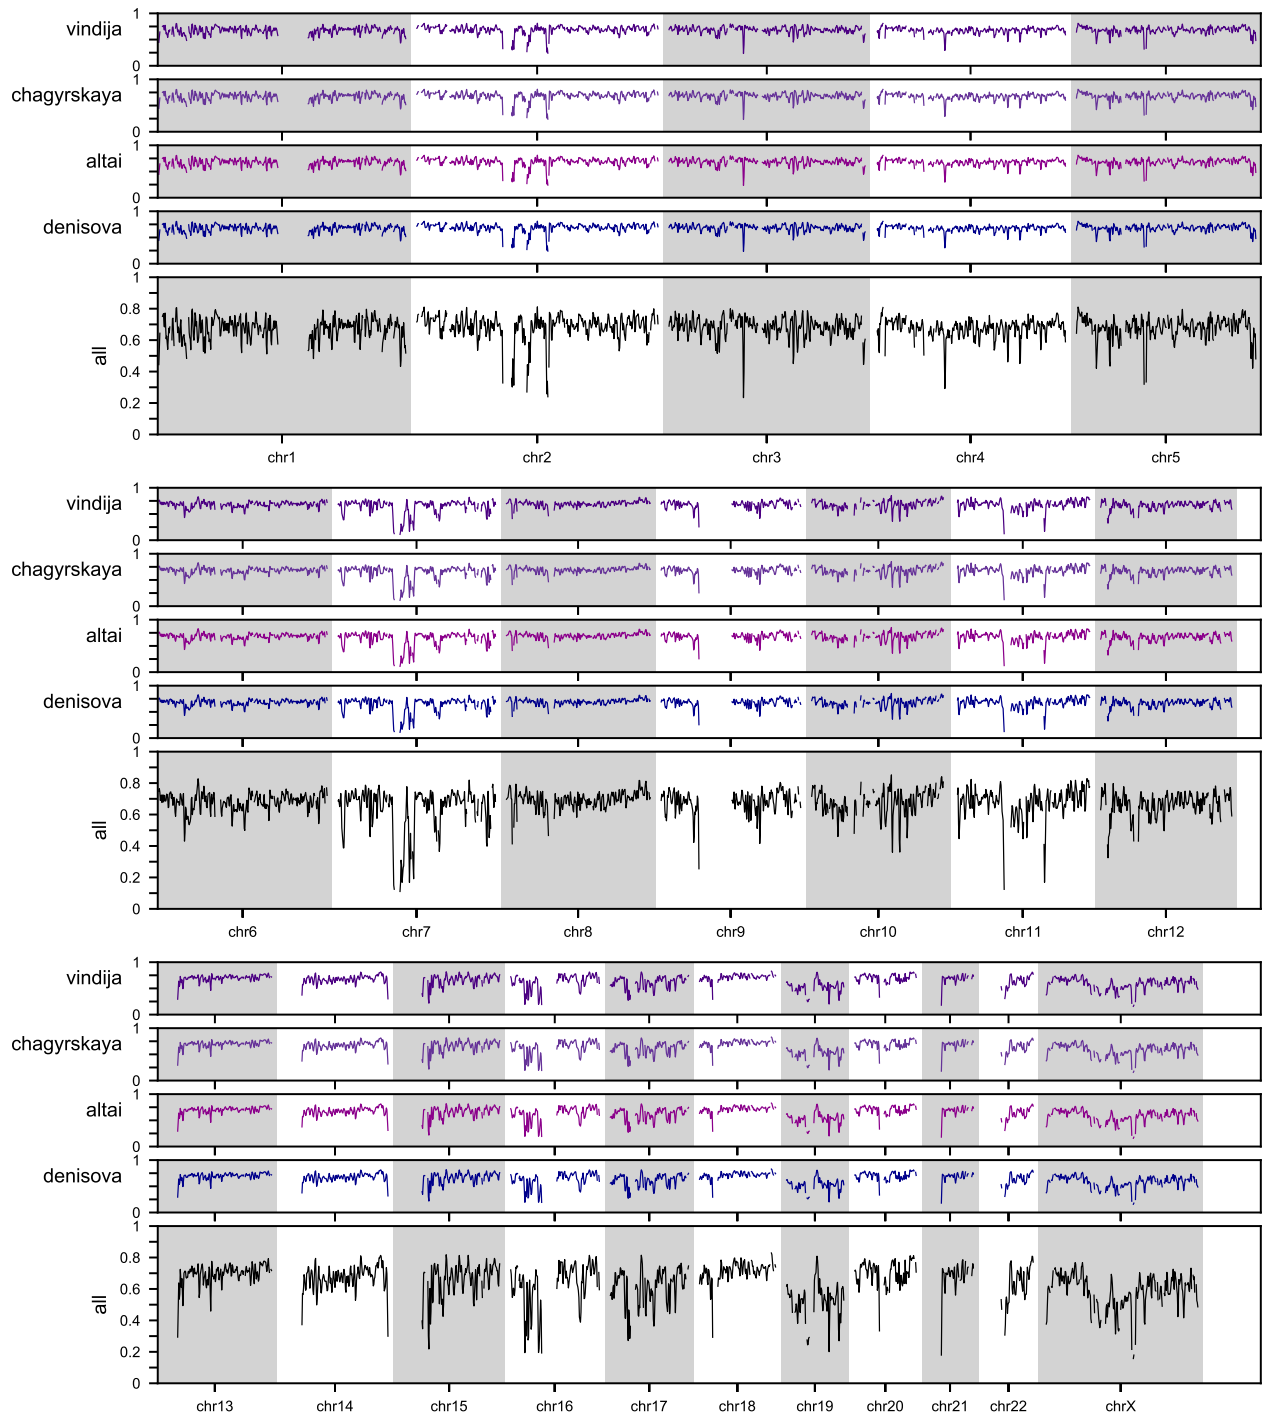 vindija
1
0
chagyrskaya
1
0
altai
1
0
denisova
1
0
all
1
0.8
0.6
0.4
0.2
0
chr1 chr2 chr3 chr4 chr5
vindija
1
0
chagyrskaya
1
0
altai
1
0
denisova
1
0
all
1
0.8
0.6
0.4
0.2
0
chr6 chr7 chr8 chr9 chr10 chr11 chr12
vindija
1
0
chagyrskaya
1
0
altai
1
0
denisova
1
0
all
1
0.8
0.6
0.4
0.2
0
chr13 chr14 chr15 chr16 chr17 chr18 chr19 chr20 chr21 chr22 chrX